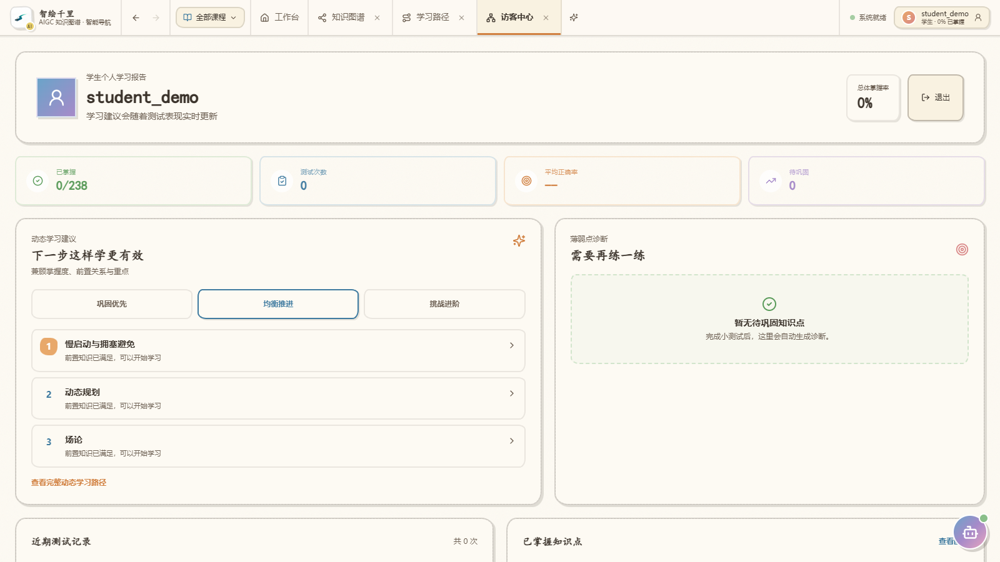 智绘千里
AIGC 知识图谱 · 智能导航
AI
全部课程
工作台
知识图谱
学习路径
访客中心
系统就绪
S
student_demo
学生 · 0% 已掌握
学生个人学习报告
student_demo
学习建议会随着测试表现实时更新
总体掌握率
0%
退出
已掌握
0/238
测试次数
0
平均正确率
—
待巩固
0
动态学习建议
下一步这样学更有效
兼顾掌握度、前置关系与重点
巩固优先
均衡推进
挑战进阶
1
慢启动与拥塞避免
前置知识已满足，可以开始学习
2
动态规划
前置知识已满足，可以开始学习
3
场论
前置知识已满足，可以开始学习
查看完整动态学习路径
薄弱点诊断
需要再练一练
暂无待巩固知识点
完成小测试后，这里会自动生成诊断。
近期测试记录
共 0 次
已掌握知识点
查看